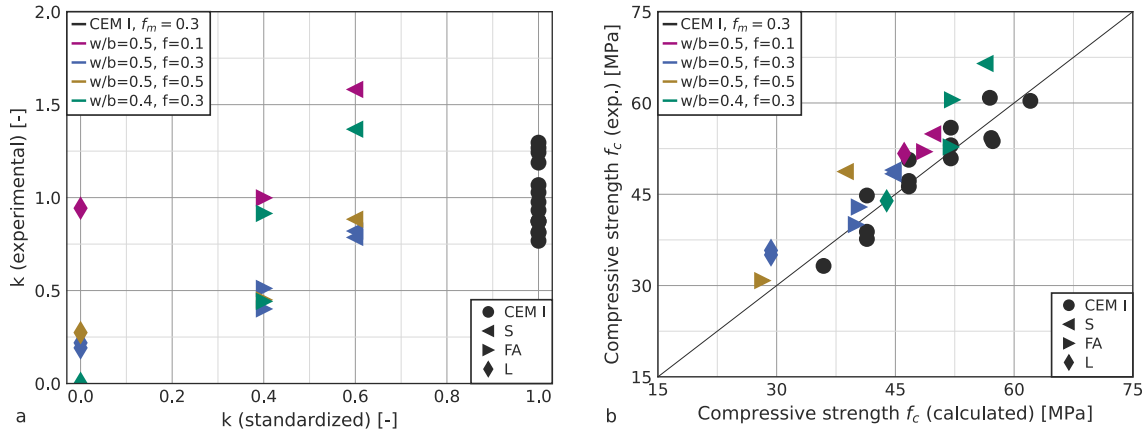 CEM I, f_m = 0.3
w/b=0.5, f=0.1
w/b=0.5, f=0.3
w/b=0.5, f=0.5
w/b=0.4, f=0.3
2.0
1.5
1.0
0.5
0.0
k (experimental) [-]
CEM I
S
FA
L
0.0 0.2 0.4 0.6 0.8 1.0
k (standardized) [-]
a
CEM I, f_m = 0.3
w/b=0.5, f=0.1
w/b=0.5, f=0.3
w/b=0.5, f=0.5
w/b=0.4, f=0.3
75
60
45
30
15
Compressive strength f_c (exp.) [MPa]
CEM I
S
FA
L
15 30 45 60 75
Compressive strength f_c (calculated) [MPa]
b